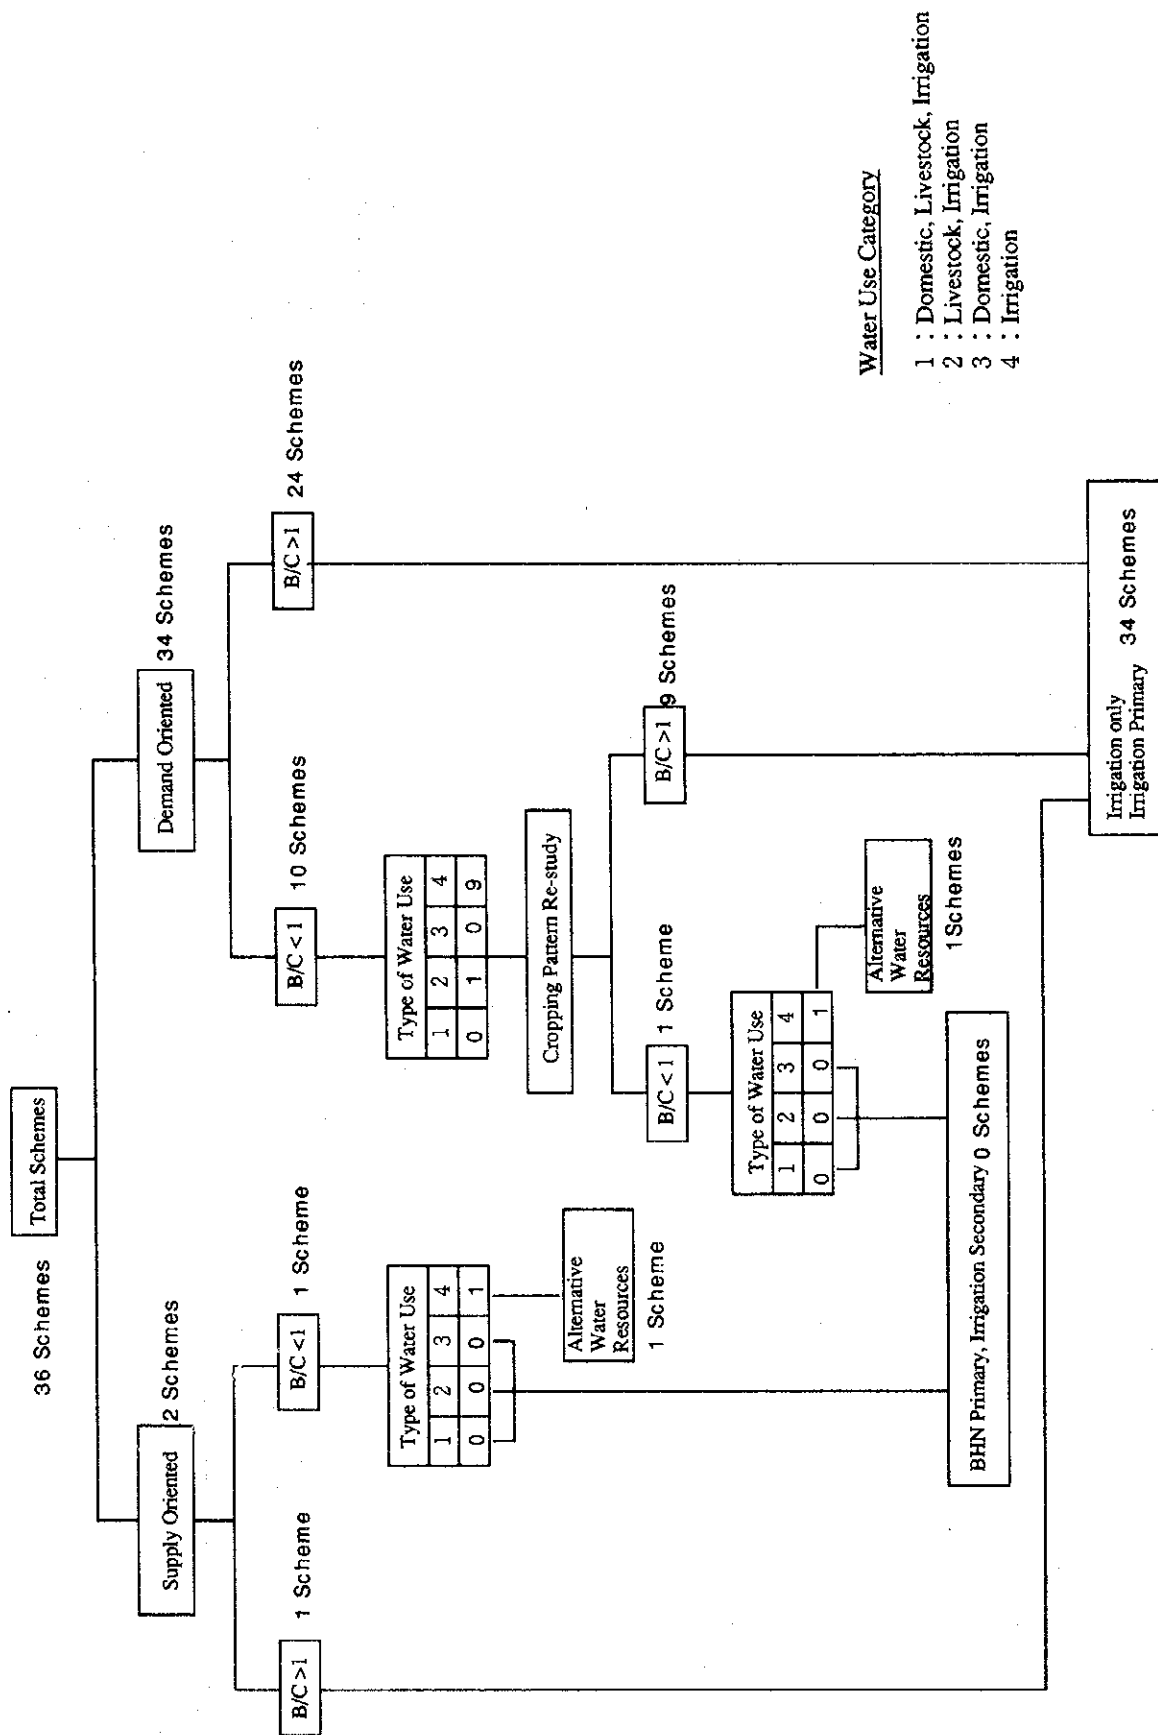 36 Schemes
Total Schemes
Supply Oriented
2 Schemes
Demand Oriented
34 Schemes
B/C >1
1 Scheme
B/C <1
1 Scheme
B/C < 1
10 Schemes
B/C >1
24 Schemes
Type of Water Use
1 2 3 4
0 0 0 1
Type of Water Use
1 2 3 4
0 1 0 9
Alternative
Water
Resources
1 Scheme
Cropping Pattern Re-study
B/C < 1
1 Scheme
B/C >1
9 Schemes
Type of Water Use
1 2 3 4
0 0 0 1
Alternative
Water
Resources
1Schemes
BHN Primary, Irrigation Secondary 0 Schemes
Irrigation only
Irrigation Primary 34 Schemes
Water Use Category
1 : Domestic, Livestock, Irrigation
2 : Livestock, Irrigation
3 : Domestic, Irrigation
4 : Irrigation